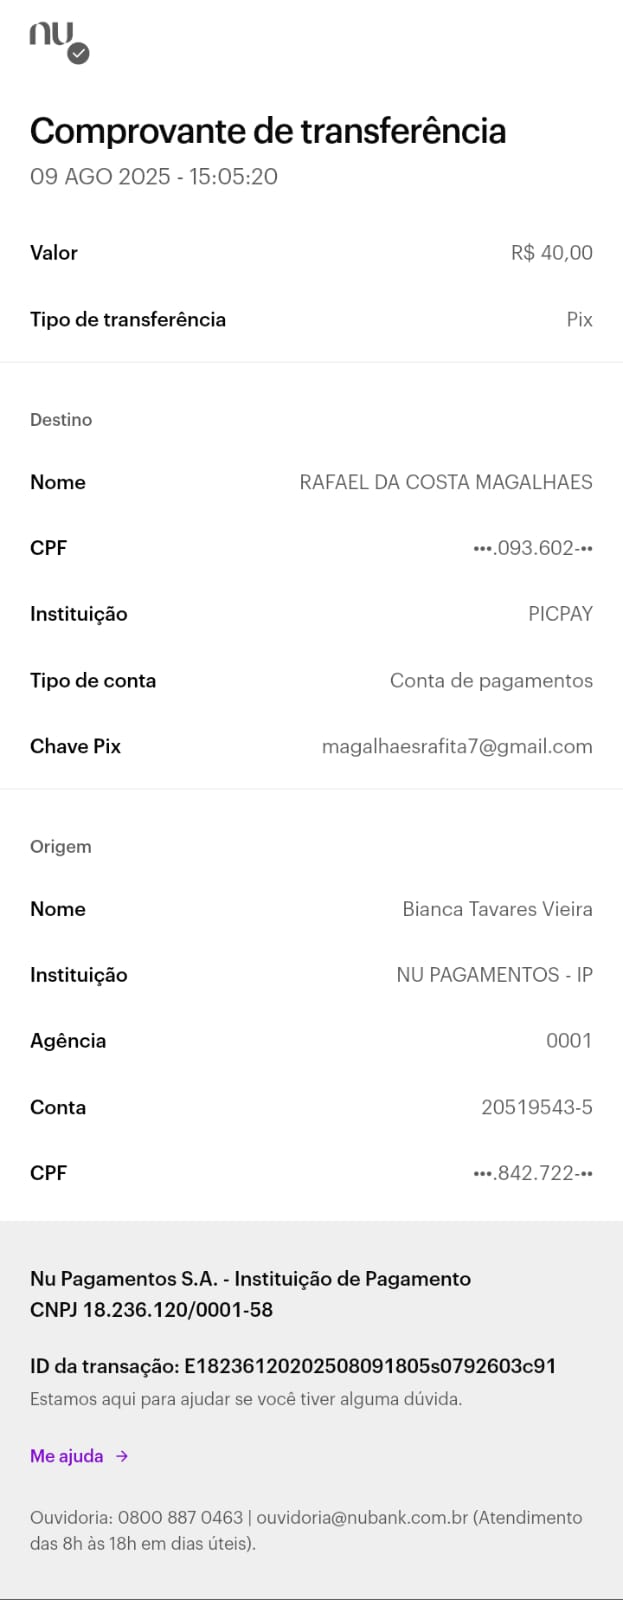 nu
Comprovante de transferência
09 AGO 2025 - 15:05:20
Valor R$ 40,00
Tipo de transferência Pix
Destino
Nome RAFAEL DA COSTA MAGALHAES
CPF •••.093.602-••
Instituição PICPAY
Tipo de conta Conta de pagamentos
Chave Pix magalhaesrafita7@gmail.com
Origem
Nome Bianca Tavares Vieira
Instituição NU PAGAMENTOS - IP
Agência 0001
Conta 20519543-5
CPF •••.842.722-••
Nu Pagamentos S.A. - Instituição de Pagamento
CNPJ 18.236.120/0001-58
ID da transação: E18236120202508091805s0792603c91
Estamos aqui para ajudar se você tiver alguma dúvida.
Me ajuda →
Ouvidoria: 0800 887 0463 | ouvidoria@nubank.com.br (Atendimento
das 8h às 18h em dias úteis).